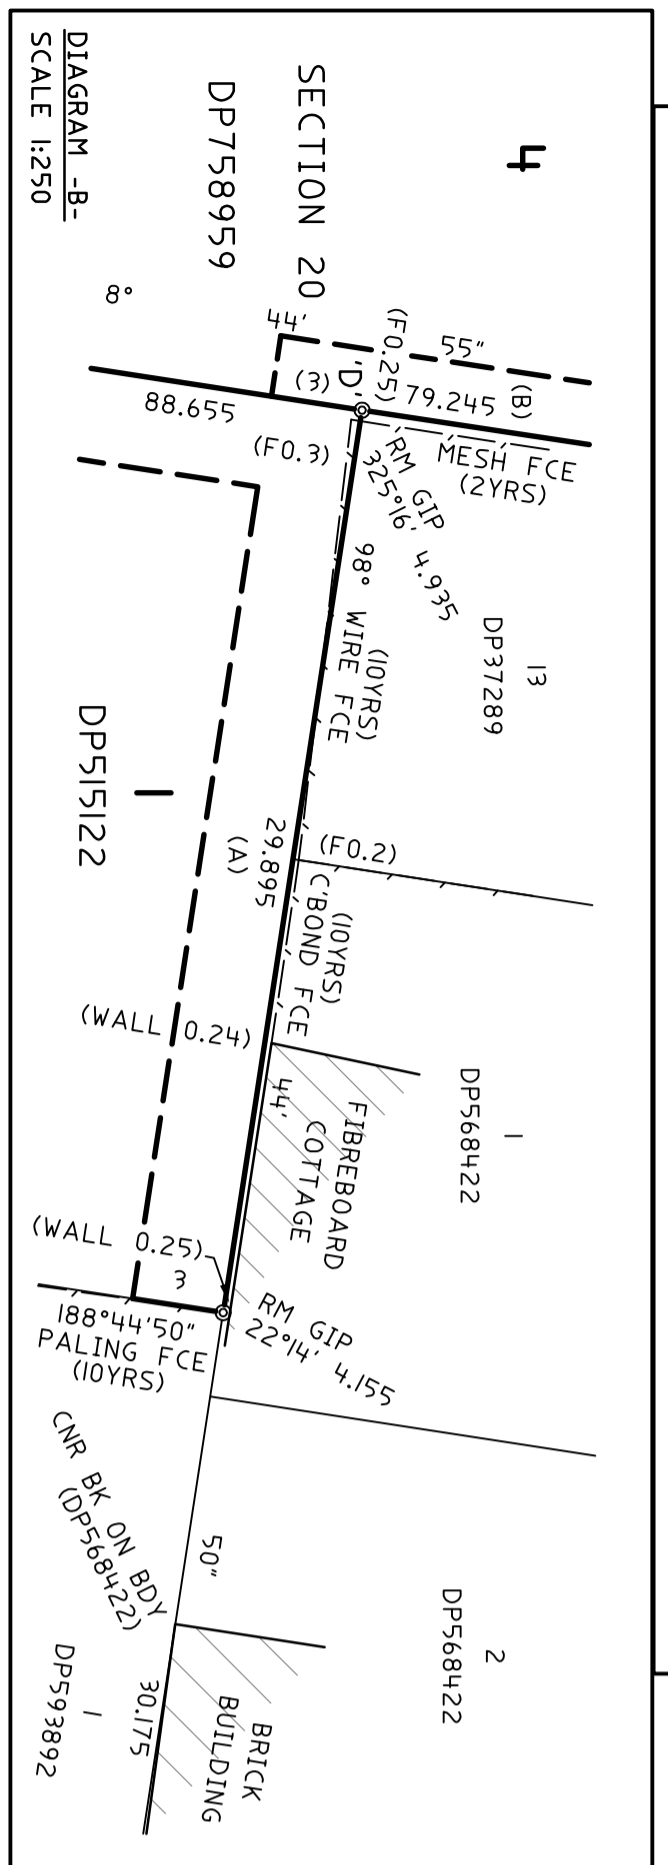 DIAGRAM -B-
SCALE 1:250
4
SECTION 20
DP758959
8°
44'
55"
(B)
(F0.25)
'D'
(3)
79.245
88.655
MESH FCE
(2YRS)
(F0.3)
RM GIP
325°16' 4.935
98°
(10YRS)
WIRE FCE
13
DP37289
1
DP515122
29.895
(A)
(F0.2)
(10YRS)
C'BOND FCE
(WALL 0.24)
44'
FIBREBOARD
COTTAGE
1
DP568422
(WALL 0.25)
3
188°44'50"
PALING FCE
(10YRS)
RM GIP
22°14' 4.155
CNR BK ON BDY
(DP568422)
50"
2
DP568422
BRICK
BUILDING
30.175
1
DP593892